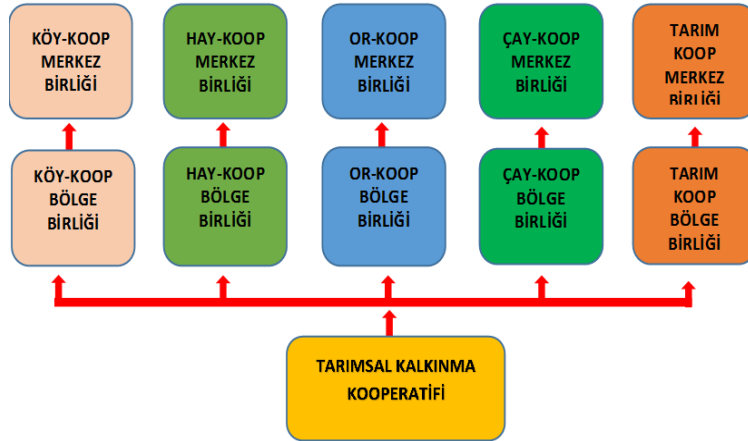 KÖY-KOOP
MERKEZ
BİRLİĞİ
HAY-KOOP
MERKEZ
BİRLİĞİ
OR-KOOP
MERKEZ
BİRLİĞİ
ÇAY-KOOP
MERKEZ
BİRLİĞİ
TARIM
KOOP
MERKEZ
BİRLİĞİ
KÖY-KOOP
BÖLGE
BİRLİĞİ
HAY-KOOP
BÖLGE
BİRLİĞİ
OR-KOOP
BÖLGE
BİRLİĞİ
ÇAY-KOOP
BÖLGE
BİRLİĞİ
TARIM
KOOP
BÖLGE
BİRLİĞİ
TARIMSAL KALKINMA
KOOPERATİFİ